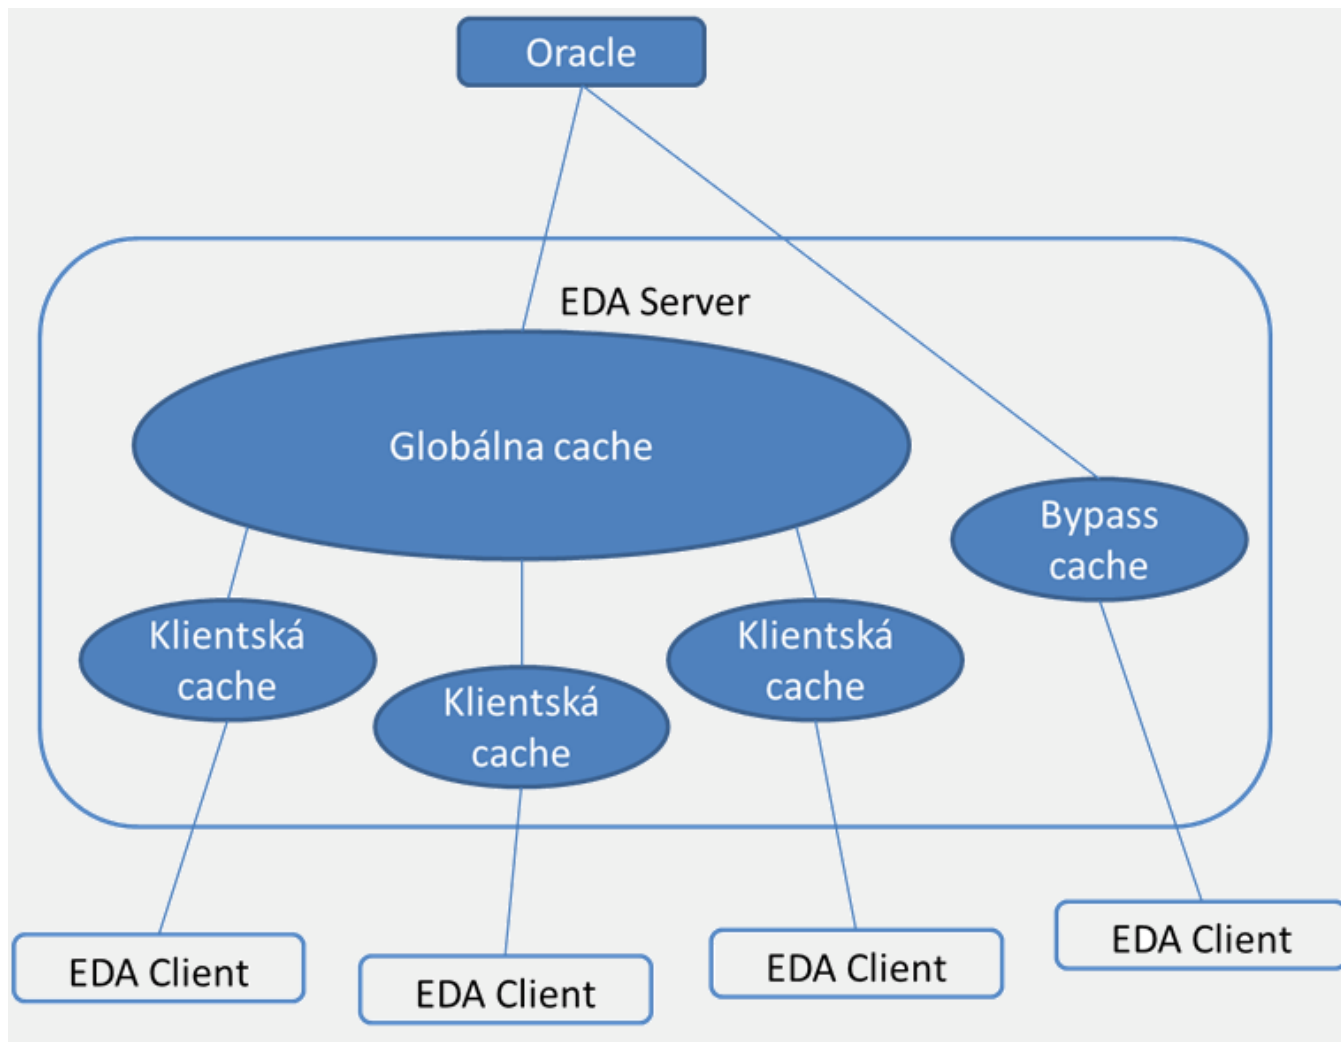 Oracle
EDA Server
Globálna cache
Bypass
cache
Klientská
cache
Klientská
cache
Klientská
cache
EDA Client
EDA Client
EDA Client
EDA Client